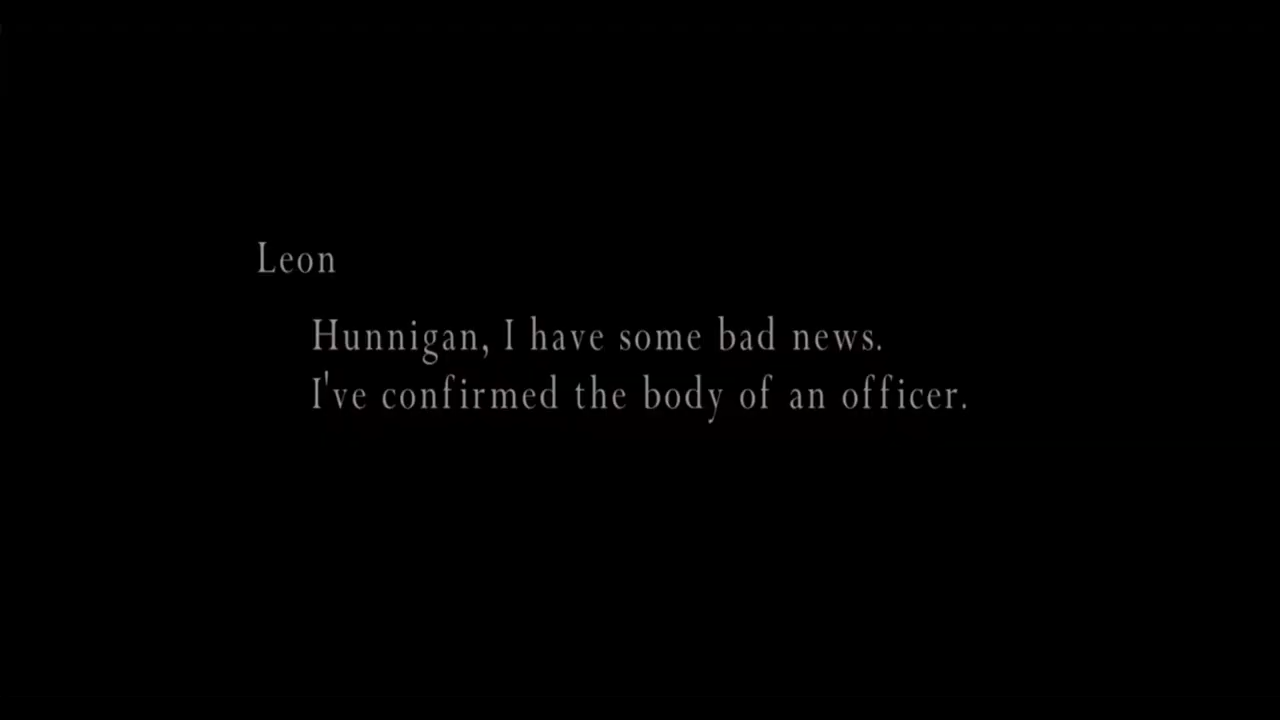 Leon
Hunnigan, I have some bad news.
I've confirmed the body of an officer.